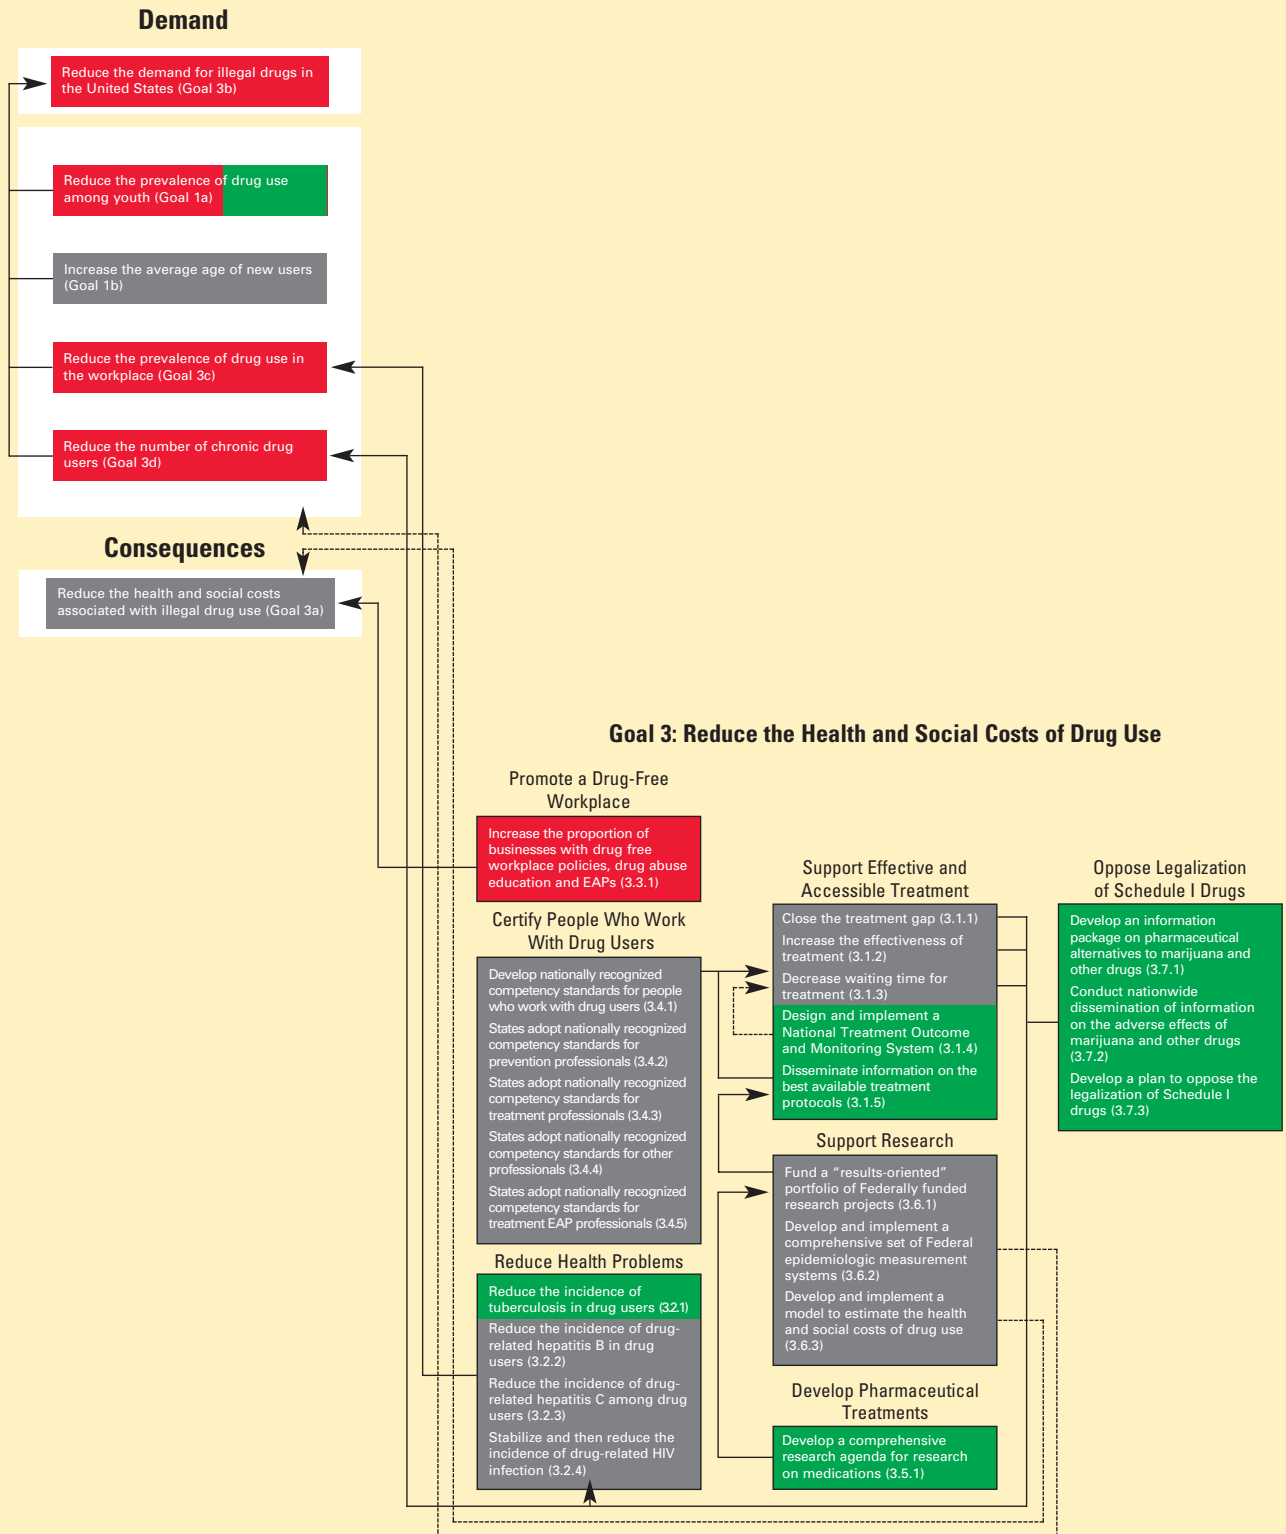 Demand
Reduce the demand for illegal drugs in
the United States (Goal 3b)
Reduce the prevalence of drug use
among youth (Goal 1a)
Increase the average age of new users
(Goal 1b)
Reduce the prevalence of drug use in
the workplace (Goal 3c)
Reduce the number of chronic drug
users (Goal 3d)
Consequences
Reduce the health and social costs
associated with illegal drug use (Goal 3a)
Goal 3: Reduce the Health and Social Costs of Drug Use
Promote a Drug-Free
Workplace
Increase the proportion of
businesses with drug free
workplace policies, drug abuse
education and EAPs (3.3.1)
Certify People Who Work
With Drug Users
Develop nationally recognized
competency standards for people
who work with drug users (3.4.1)
States adopt nationally recognized
competency standards for
prevention professionals (3.4.2)
States adopt nationally recognized
competency standards for
treatment professionals (3.4.3)
States adopt nationally recognized
competency standards for other
professionals (3.4.4)
States adopt nationally recognized
competency standards for
treatment EAP professionals (3.4.5)
Reduce Health Problems
Reduce the incidence of
tuberculosis in drug users (3.2.1)
Reduce the incidence of drug-
related hepatitis B in drug
users (3.2.2)
Reduce the incidence of drug-
related hepatitis C among drug
users (3.2.3)
Stabilize and then reduce the
incidence of drug-related HIV
infection (3.2.4)
Support Effective and
Accessible Treatment
Close the treatment gap (3.1.1)
Increase the effectiveness of
treatment (3.1.2)
Decrease waiting time for
treatment (3.1.3)
Design and implement a
National Treatment Outcome
and Monitoring System (3.1.4)
Disseminate information on the
best available treatment
protocols (3.1.5)
Support Research
Fund a “results-oriented”
portfolio of Federally funded
research projects (3.6.1)
Develop and implement a
comprehensive set of Federal
epidemiologic measurement
systems (3.6.2)
Develop and implement a
model to estimate the health
and social costs of drug use
(3.6.3)
Develop Pharmaceutical
Treatments
Develop a comprehensive
research agenda for research
on medications (3.5.1)
Oppose Legalization
of Schedule I Drugs
Develop an information
package on pharmaceutical
alternatives to marijuana and
other drugs (3.7.1)
Conduct nationwide
dissemination of information
on the adverse effects of
marijuana and other drugs
(3.7.2)
Develop a plan to oppose the
legalization of Schedule I
drugs (3.7.3)